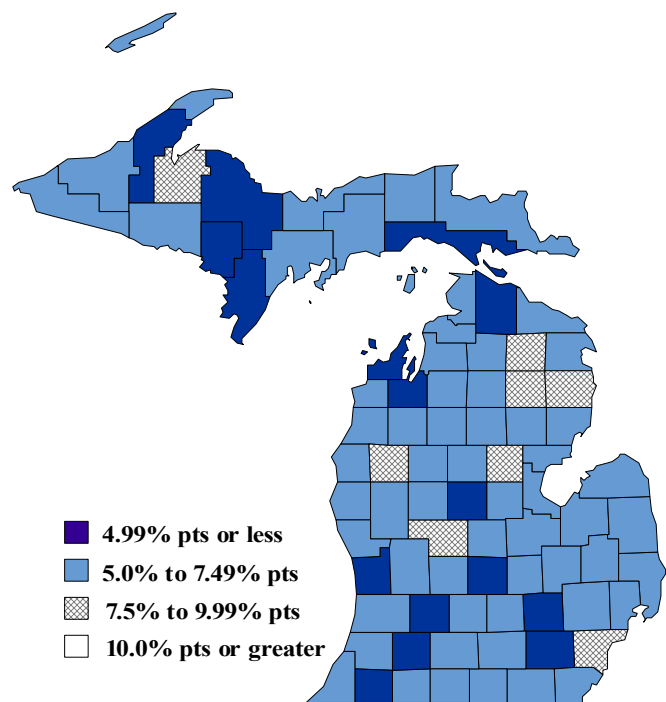 4.99% pts or less
5.0% to 7.49% pts
7.5% to 9.99% pts
10.0% pts or greater